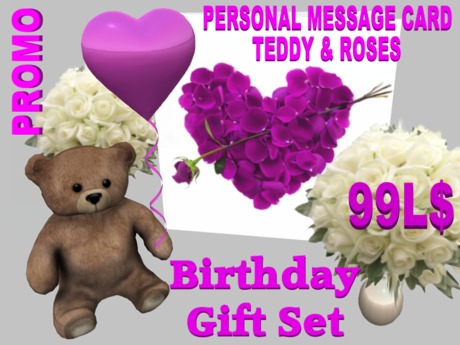 PROMO
PERSONAL MESSAGE CARD
TEDDY & ROSES
99L$
Birthday
Gift Set